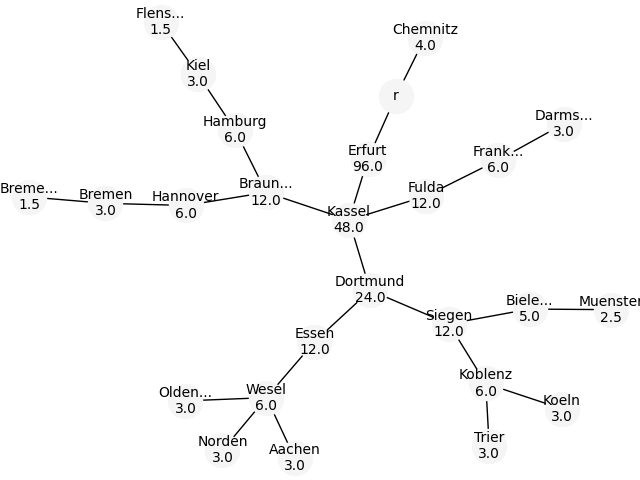 Flens...
1.5
Chemnitz
4.0
Kiel
3.0
r
Hamburg
6.0
Darms...
3.0
Erfurt
96.0
Frank...
6.0
Breme...
1.5
Bremen
3.0
Hannover
6.0
Braun...
12.0
Fulda
12.0
Kassel
48.0
Dortmund
24.0
Siegen
12.0
Biele...
5.0
Muenster
2.5
Essen
12.0
Koblenz
6.0
Olden...
3.0
Wesel
6.0
Koeln
3.0
Norden
3.0
Aachen
3.0
Trier
3.0